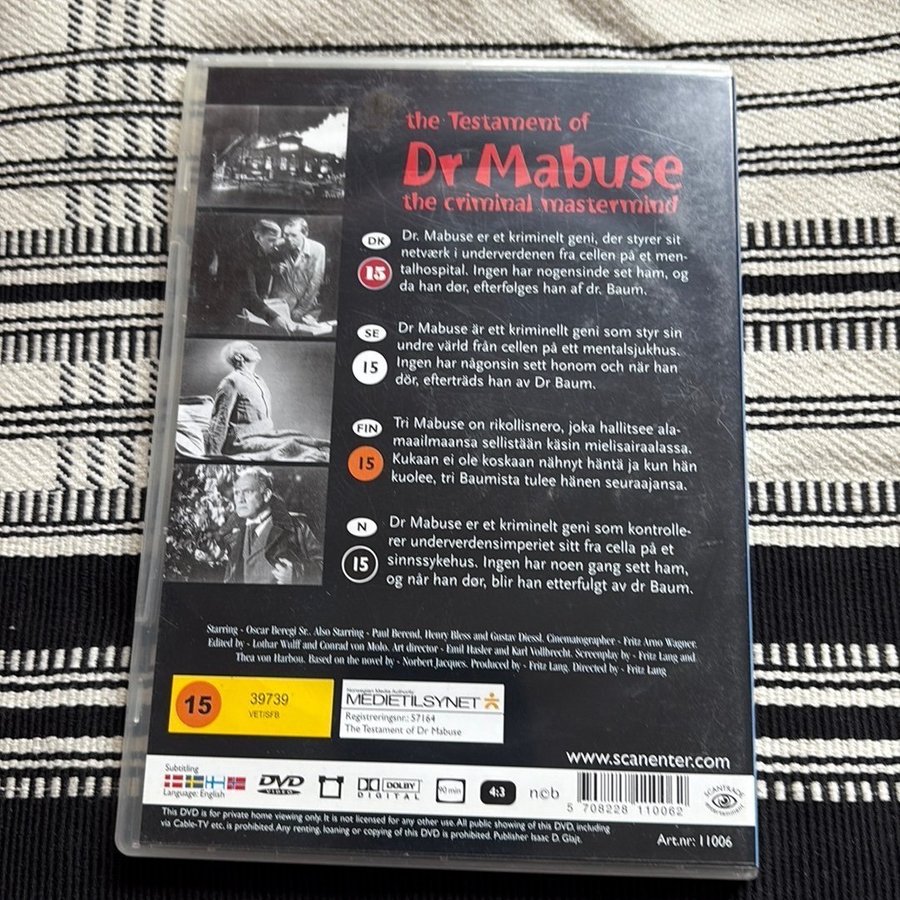 the Testament of
Dr Mabuse
the criminal mastermind
DK
15
Dr. Mabuse er et kriminelt geni, der styrer sit
netværk i underverdenen fra cellen på et men-
talhospital. Ingen har nogensinde set ham, og
da han dør, efterfølges han af dr. Baum.
SE
15
Dr Mabuse är ett kriminellt geni som styr sin
undre värld från cellen på ett mentalsjukhus.
Ingen har någonsin sett honom och när han
dör, efterträds han av Dr Baum.
FIN
15
Tri Mabuse on rikollisnero, joka hallitsee ala-
maailmaansa sellistään käsin mielisairaalassa.
Kukaan ei ole koskaan nähnyt häntä ja kun hän
kuolee, tri Baumista tulee hänen seuraajansa.
N
15
Dr Mabuse er et kriminelt geni som kontrolle-
rer underverdensimperiet sitt fra cella på et
sinnssykehus. Ingen har noen gang sett ham,
og når han dør, blir han etterfulgt av dr Baum.
Starring - Oscar Beregi Sr.. Also Starring - Paul Berend, Henry Bless and Gustav Diessl. Cinematographer - Fritz Arno Wagner.
Edited by - Lothar Wulff and Conrad von Molo. Art director - Emil Hasler and Karl Vollbrecht. Screenplay by - Fritz Lang and
Thea von Harbou. Based on the novel by - Norbert Jacques. Produced by - Fritz Lang. Directed by - Fritz Lang
15
39739
VET/SFB
Norwegian Media Authority
MEDIETILSYNET
Registreringsnr.: 57164
The Testament of Dr Mabuse
www.scanenter.com
Subtitling
Language: English
DVD
VIDEO
DOLBY
DIGITAL
90 min
4:3
ncb
5 708228 110062
SCANTRADE
Entertainment
This DVD is for private home viewing only. It is not licensed for any other use. All public showing of this DVD, including
via Cable-TV etc, is prohibited. Any renting, loaning or copying of this DVD is prohibited. Publisher Isaac D. Glajt.
Art.nr: 11006